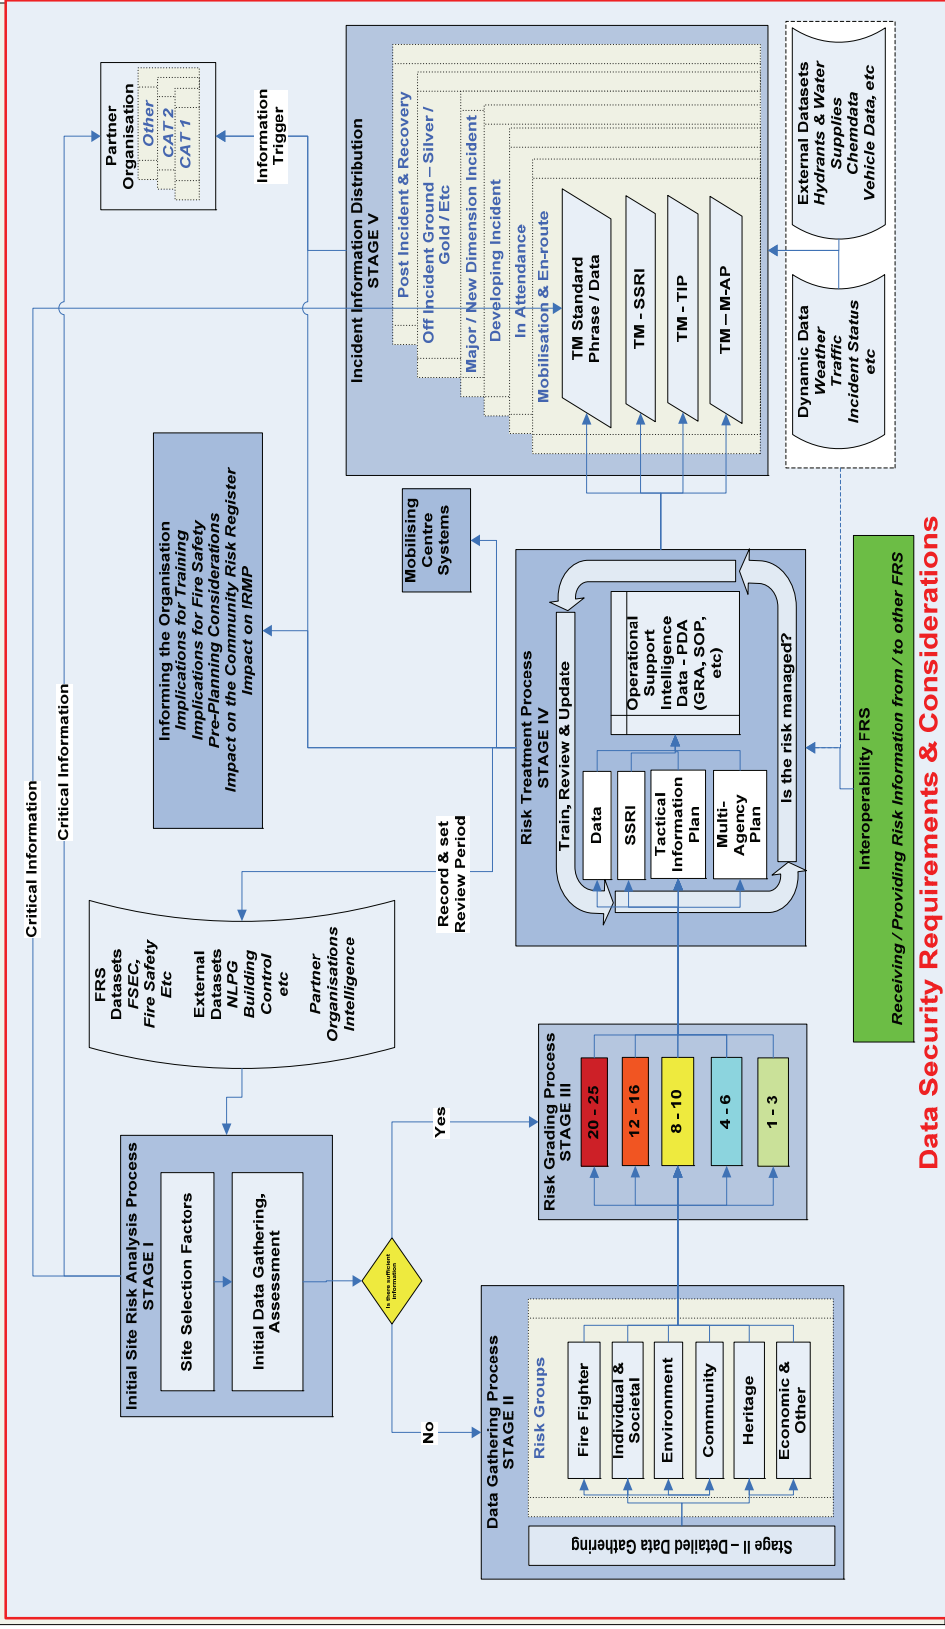 Initial Site Risk Analysis Process
STAGE I
Site Selection Factors
Initial Data Gathering,
Assessment
Is there sufficient
information
No
Yes
Data Gathering Process
STAGE II
Stage II – Detailed Data Gathering
Risk Groups
Fire Fighter
Individual &
Societal
Environment
Community
Heritage
Economic &
Other
Risk Grading Process
STAGE III
20 - 25
12 - 16
8 - 10
4 - 6
1 - 3
FRS
Datasets
FSEC,
Fire Safety
Etc
External
Datasets
NLPG
Building
Control
etc
Partner
Organisations
Intelligence
Critical Information
Critical Information
Record & set
Review Period
Informing the Organisation
Implications for Training
Implications for Fire Safety
Pre-Planning Considerations
Impact on the Community Risk Register
Impact on IRMP
Risk Treatment Process
STAGE IV
Train, Review & Update
Data
SSRI
Tactical
Information
Plan
Multi-
Agency
Plan
Operational
Support
Intelligence
Data - PDA
(GRA, SOP,
etc)
Is the risk managed?
Mobilising
Centre
Systems
Partner
Organisation
Other
CAT 2
CAT 1
Information
Trigger
Incident Information Distribution
STAGE V
Post Incident & Recovery
Off Incident Ground – Silver /
Gold / Etc
Major / New Dimension Incident
Developing Incident
In Attendance
Mobilisation & En-route
TM Standard
Phrase / Data
TM - SSRI
TM - TIP
TM – M-AP
Dynamic Data
Weather
Traffic
Incident Status
etc
External Datasets
Hydrants & Water
Supplies
Chemdata
Vehicle Data, etc
Interoperability FRS
Receiving / Providing Risk Information from / to other FRS
Data Security Requirements & Considerations